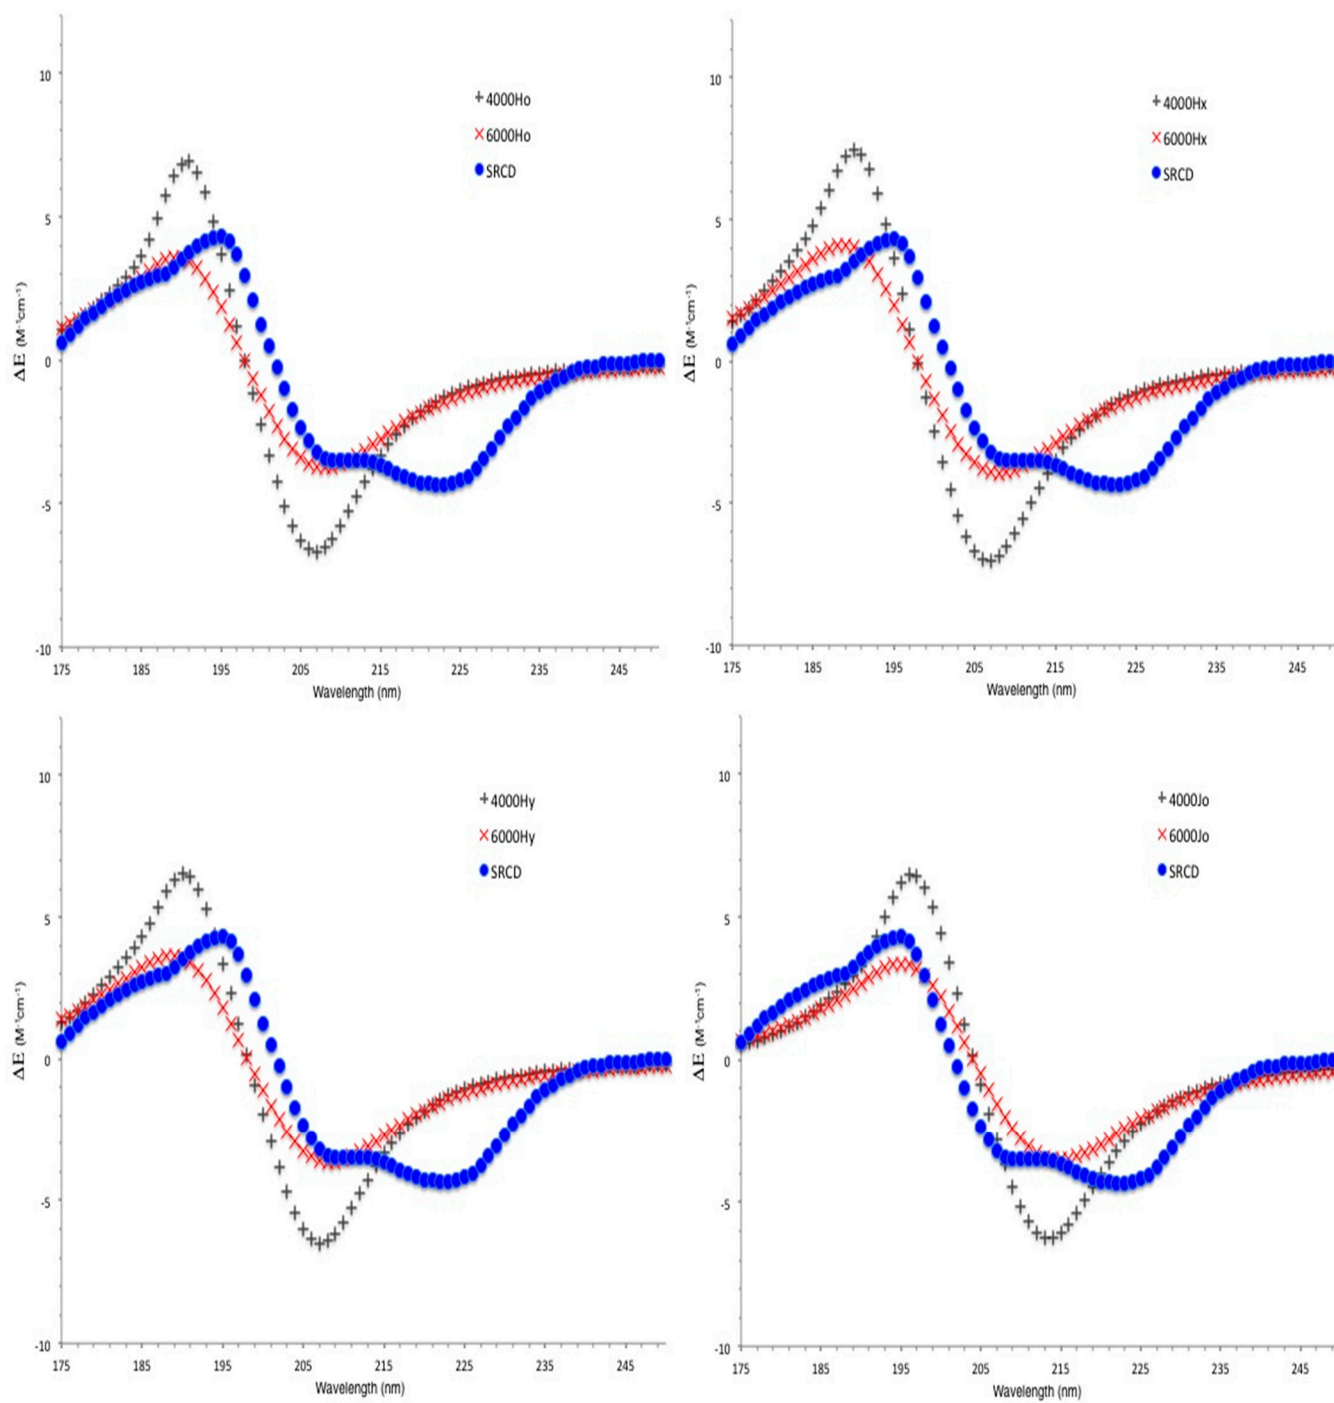 10
5
0
-5
-10
ΔE (M⁻¹cm⁻¹)
4000Ho
6000Ho
SRCD
175 185 195 205 215 225 235 245
Wavelength (nm)
10
5
0
-5
-10
ΔE (M⁻¹cm⁻¹)
4000Hx
6000Hx
SRCD
175 185 195 205 215 225 235 245
Wavelength (nm)
10
5
0
-5
-10
ΔE (M⁻¹cm⁻¹)
4000Hy
6000Hy
SRCD
175 185 195 205 215 225 235 245
Wavelength (nm)
10
5
0
-5
-10
ΔE (M⁻¹cm⁻¹)
4000Jo
6000Jo
SRCD
175 185 195 205 215 225 235 245
Wavelength (nm)